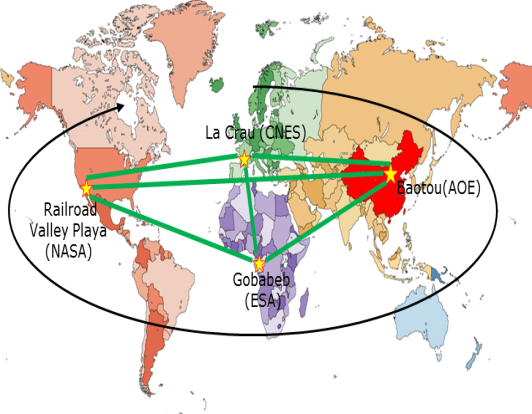 La Crau (CNES)
Baotou(AOE)
Railroad
Valley Playa
(NASA)
Gobabeb
(ESA)